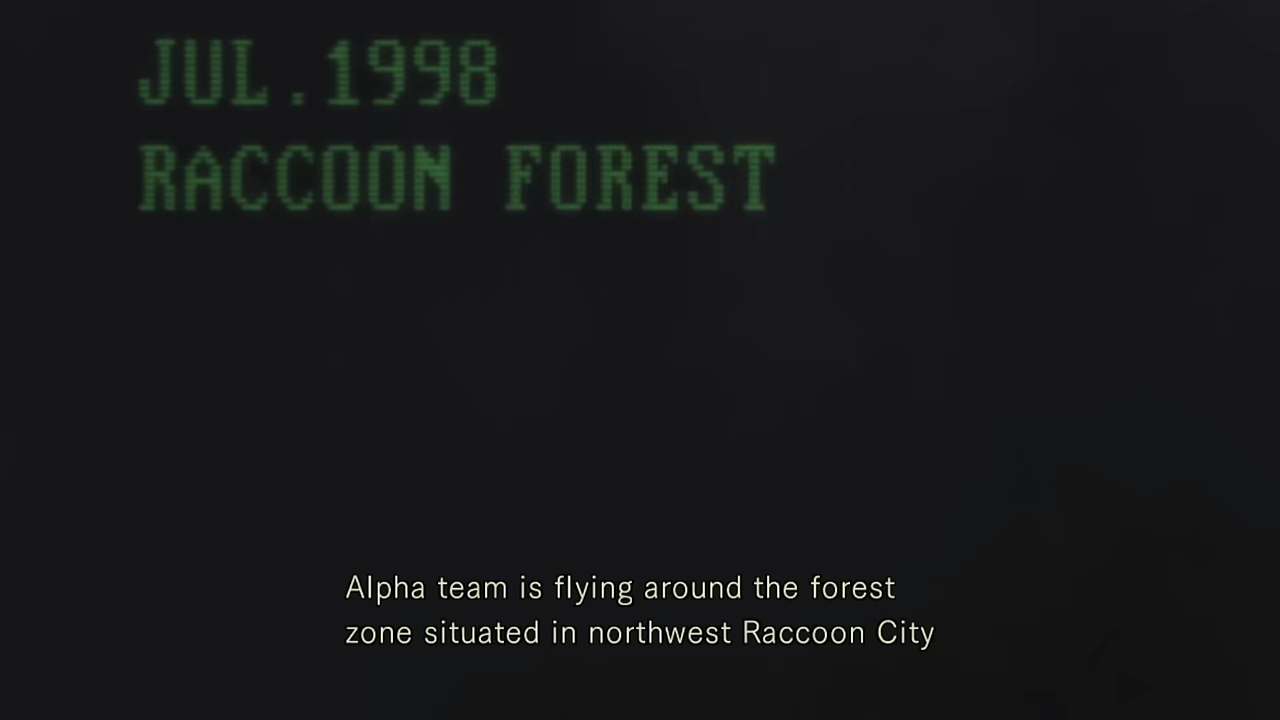 JUL.1998
RACCOON FOREST
Alpha team is flying around the forest
zone situated in northwest Raccoon City